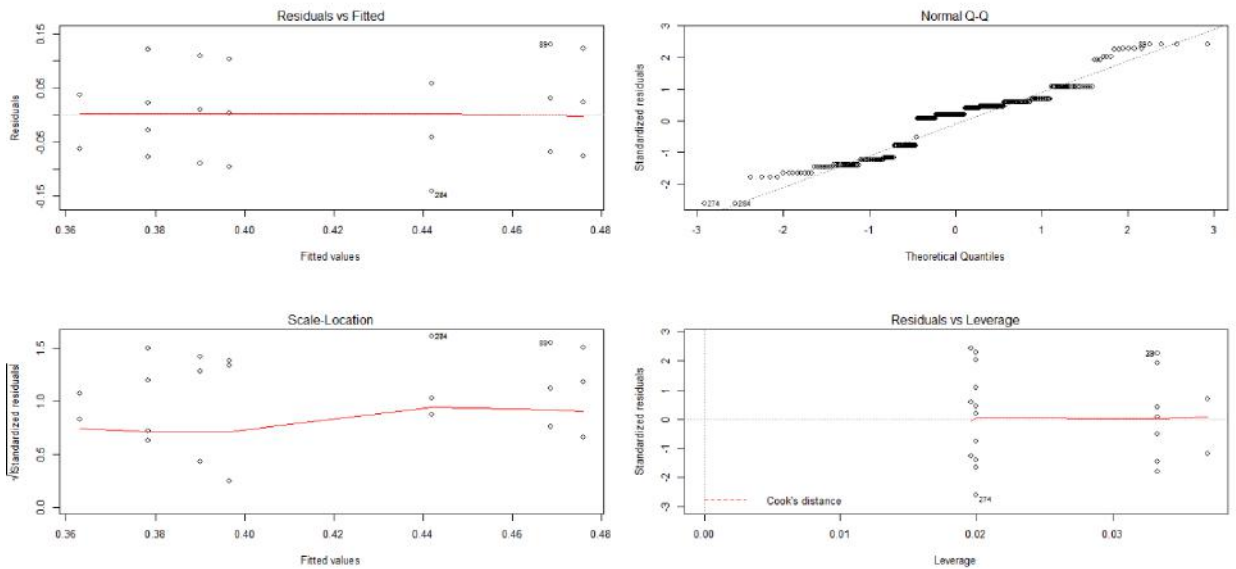 Residuals vs Fitted
Residuals
0.15
0.05
-0.05
-0.15
89
284
0.36 0.38 0.40 0.42 0.44 0.46 0.48
Fitted values
Normal Q-Q
Standardized residuals
3
2
1
0
-1
-2
274
284
-3 -2 -1 0 1 2 3
Theoretical Quantiles
Scale-Location
√|Standardized residuals|
1.5
1.0
0.5
0.0
284
89
0.36 0.38 0.40 0.42 0.44 0.46 0.48
Fitted values
Residuals vs Leverage
Standardized residuals
3
2
1
0
-1
-2
-3
274
Cook's distance
0.00 0.01 0.02 0.03
Leverage